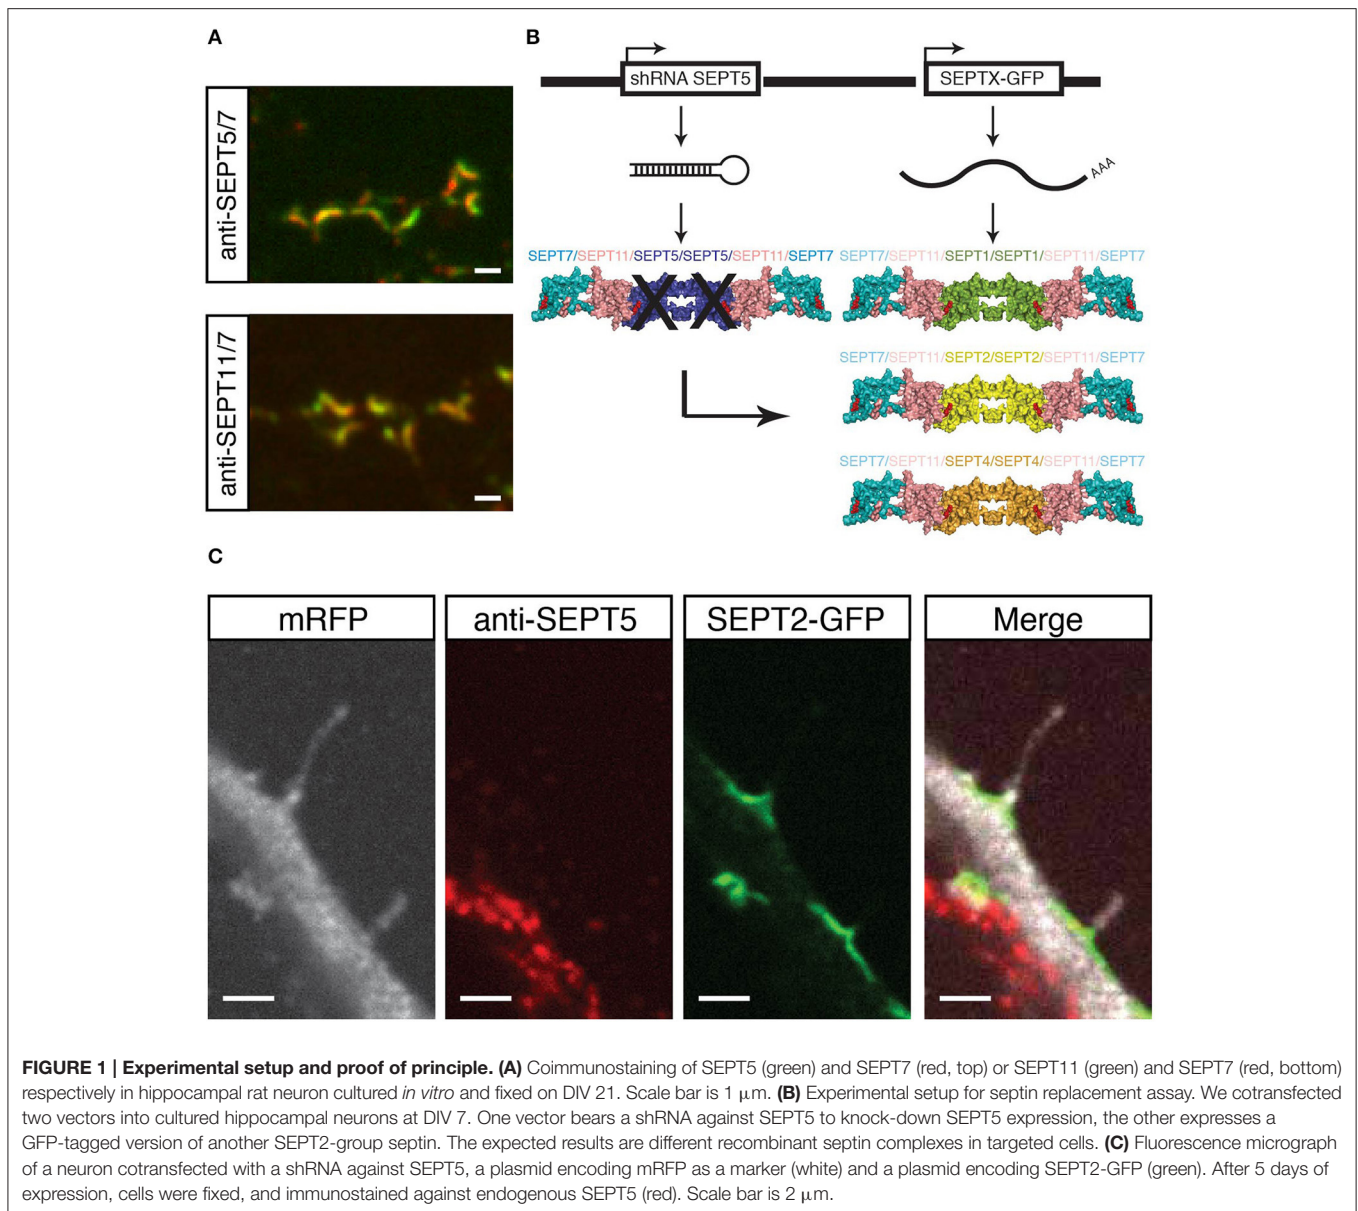 A
anti-SEPT5/7
anti-SEPT11/7
B
shRNA SEPT5
SEPTX-GFP
AAA
SEPT7/SEPT11/SEPT5/SEPT5/SEPT11/SEPT7
SEPT7/SEPT11/SEPT1/SEPT1/SEPT11/SEPT7
SEPT7/SEPT11/SEPT2/SEPT2/SEPT11/SEPT7
SEPT7/SEPT11/SEPT4/SEPT4/SEPT11/SEPT7
C
mRFP
anti-SEPT5
SEPT2-GFP
Merge
FIGURE 1 | Experimental setup and proof of principle. (A) Coimmunostaining of SEPT5 (green) and SEPT7 (red, top) or SEPT11 (green) and SEPT7 (red, bottom)
respectively in hippocampal rat neuron cultured in vitro and fixed on DIV 21. Scale bar is 1 μm. (B) Experimental setup for septin replacement assay. We cotransfected
two vectors into cultured hippocampal neurons at DIV 7. One vector bears a shRNA against SEPT5 to knock-down SEPT5 expression, the other expresses a
GFP-tagged version of another SEPT2-group septin. The expected results are different recombinant septin complexes in targeted cells. (C) Fluorescence micrograph
of a neuron cotransfected with a shRNA against SEPT5, a plasmid encoding mRFP as a marker (white) and a plasmid encoding SEPT2-GFP (green). After 5 days of
expression, cells were fixed, and immunostained against endogenous SEPT5 (red). Scale bar is 2 μm.